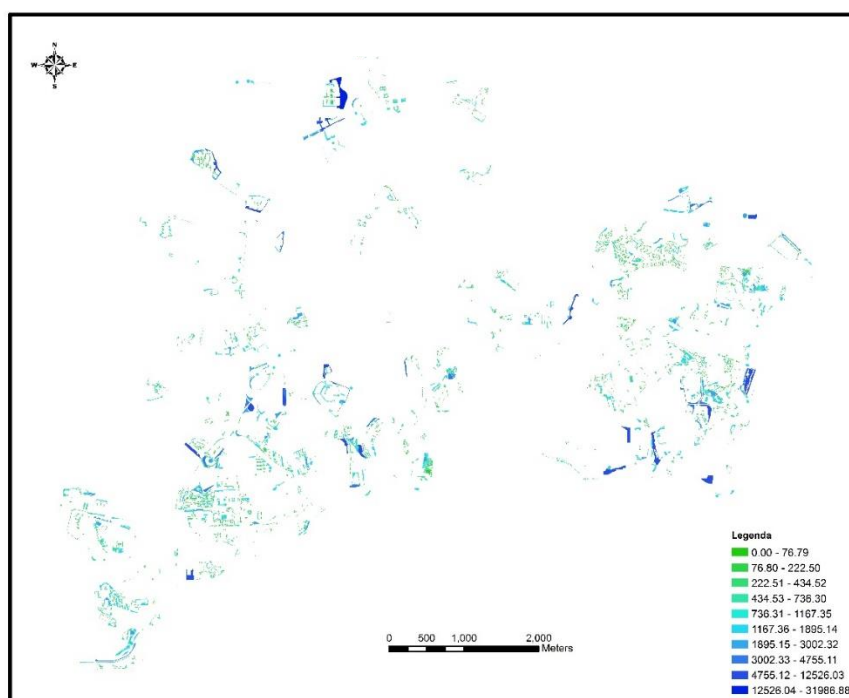 N
W E
S
Legenda
0.00 - 76.79
76.80 - 222.50
222.51 - 434.52
434.53 - 736.30
736.31 - 1167.35
1167.36 - 1895.14
1895.15 - 3002.32
3002.33 - 4755.11
4755.12 - 12526.03
12526.04 - 31986.88
0 500 1,000 2,000
Meters